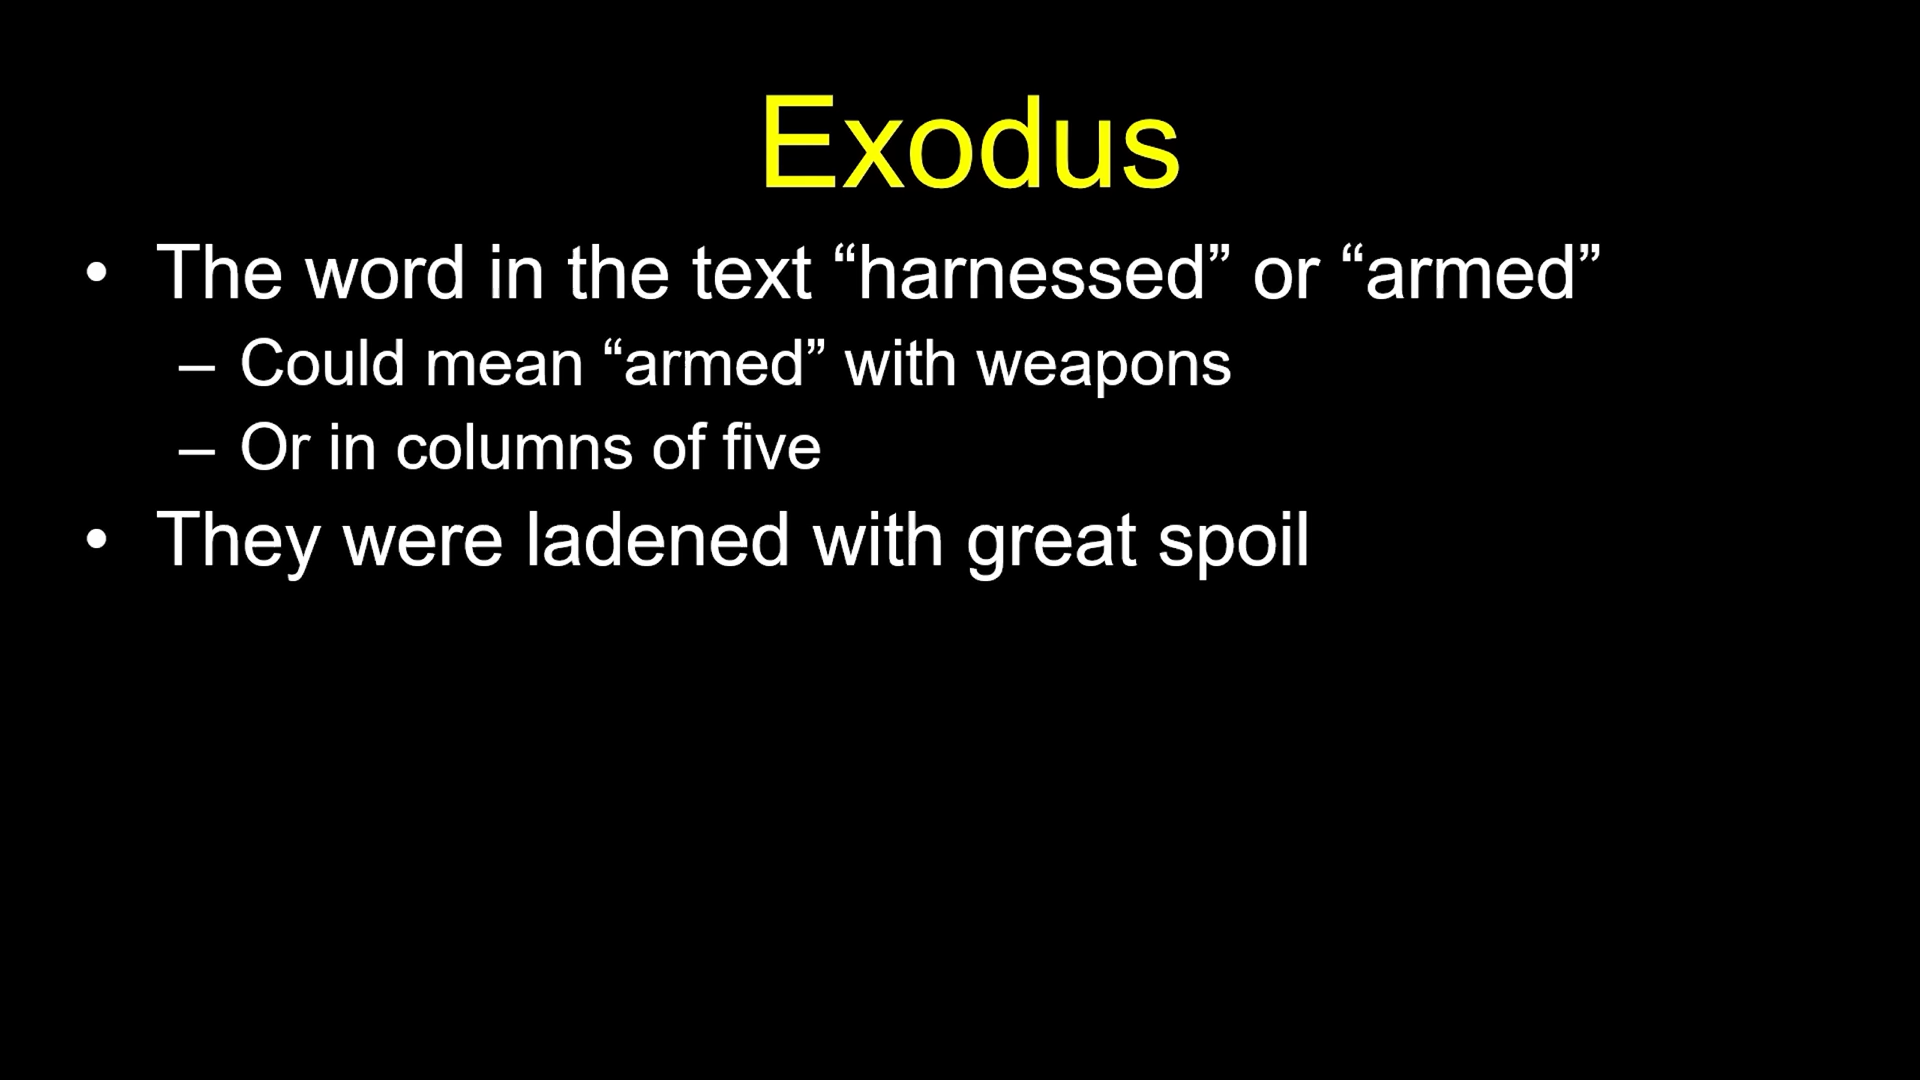 Exodus
• The word in the text “harnessed” or “armed”
– Could mean “armed” with weapons
– Or in columns of five
• They were ladened with great spoil